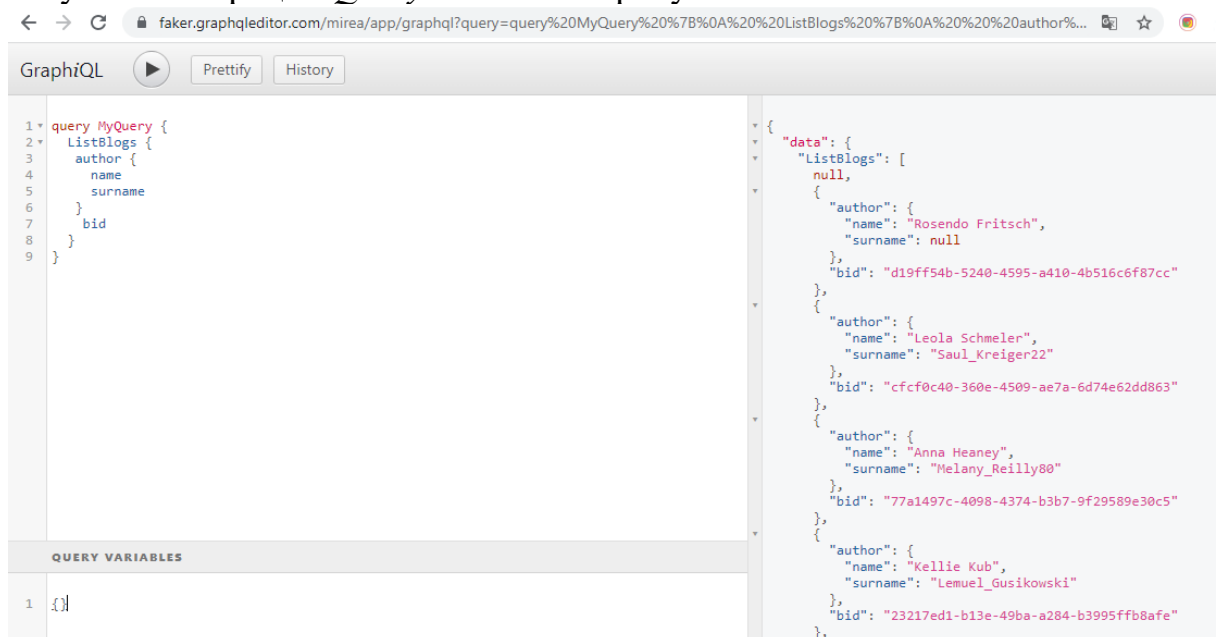 faker.graphqleditor.com/mirea/app/graphql?query=query%20MyQuery%20%7B%0A%20%20ListBlogs%20%7B%0A%20%20%20author%...
GraphiQL Prettify History
1 query MyQuery {
2 ListBlogs {
3 author {
4 name
5 surname
6 }
7 bid
8 }
9 }
QUERY VARIABLES
1 {}
{
"data": {
"ListBlogs": [
null,
{
"author": {
"name": "Rosendo Fritsch",
"surname": null
},
"bid": "d19ff54b-5240-4595-a410-4b516c6f87cc"
},
{
"author": {
"name": "Leola Schmeler",
"surname": "Saul_Kreiger22"
},
"bid": "cfcf0c40-360e-4509-ae7a-6d74e62dd863"
},
{
"author": {
"name": "Anna Heaney",
"surname": "Melany_Reilly80"
},
"bid": "77a1497c-4098-4374-b3b7-9f29589e30c5"
},
{
"author": {
"name": "Kellie Kub",
"surname": "Lemuel_Gusikowski"
},
"bid": "23217ed1-b13e-49ba-a284-b3995ffb8afe"
},